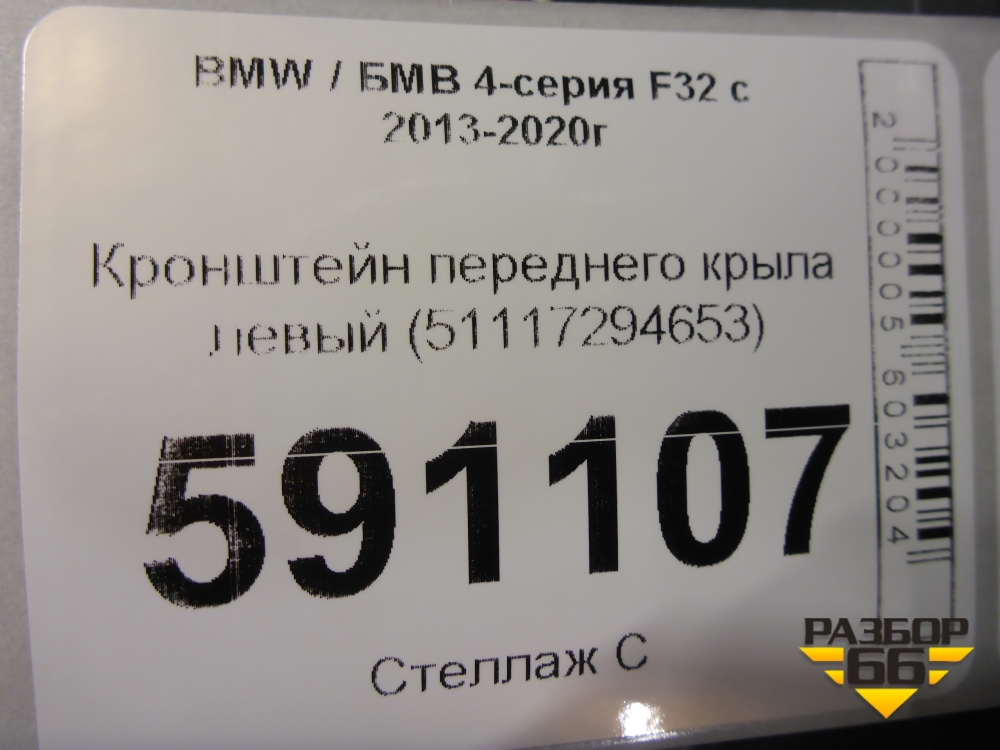 BMW / БМВ 4-серия F32 с
2013-2020г
Кронштейн переднего крыла
левый (51117294653)
591107
Стеллаж С
2000005603204
РАЗБОР
66